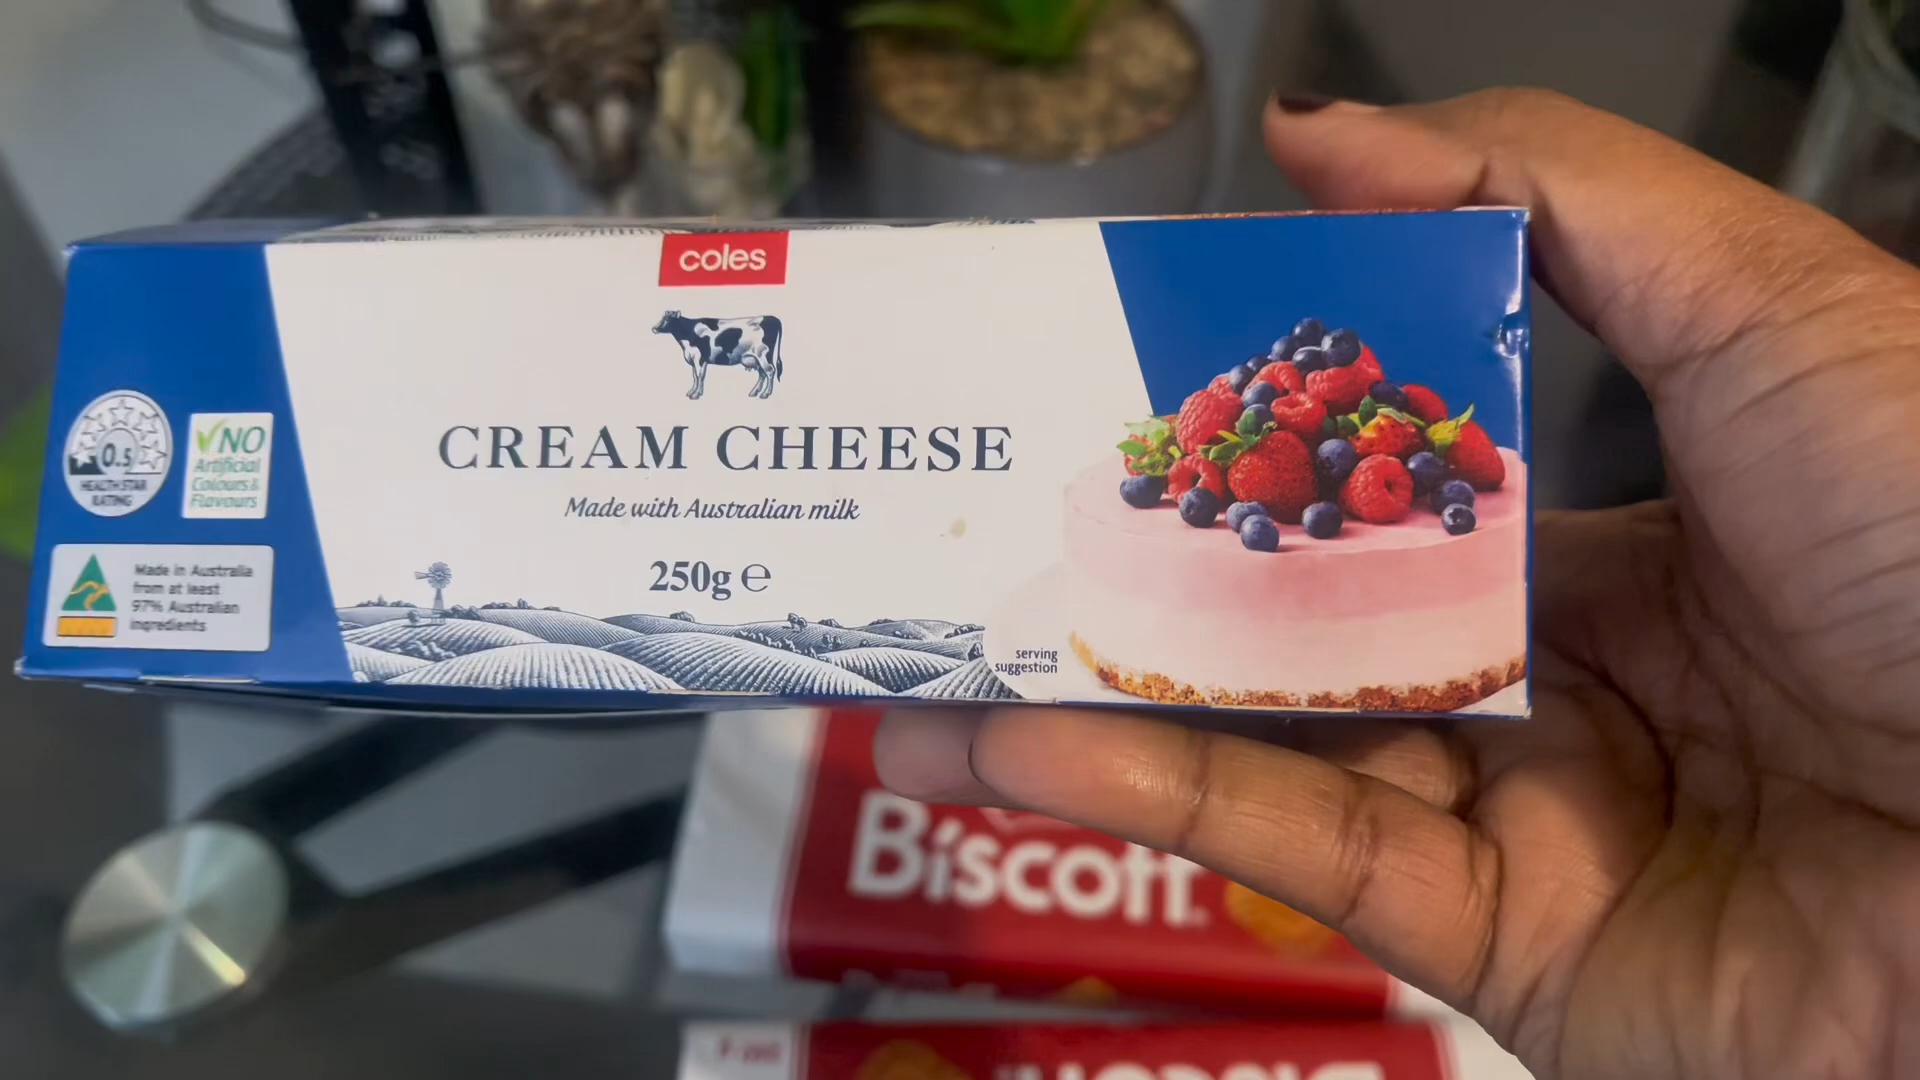 coles
CREAM CHEESE
Made with Australian milk
250g ℮
0.5
HEALTH STAR
RATING
NO
Artificial
Colours &
Flavours
Made in Australia
from at least
97% Australian
ingredients
serving
suggestion
Biscoff